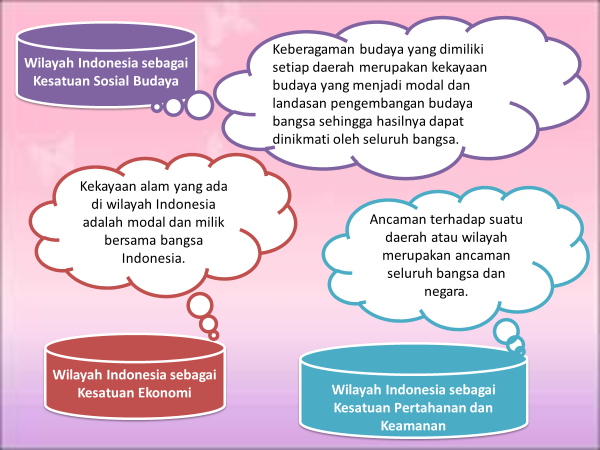 Wilayah Indonesia sebagai
Kesatuan Sosial Budaya
Keberagaman budaya yang dimiliki
setiap daerah merupakan kekayaan
budaya yang menjadi modal dan
landasan pengembangan budaya
bangsa sehingga hasilnya dapat
dinikmati oleh seluruh bangsa.
Kekayaan alam yang ada
di wilayah Indonesia
adalah modal dan milik
bersama bangsa
Indonesia.
Wilayah Indonesia sebagai
Kesatuan Ekonomi
Ancaman terhadap suatu
daerah atau wilayah
merupakan ancaman
seluruh bangsa dan
negara.
Wilayah Indonesia sebagai
Kesatuan Pertahanan dan
Keamanan